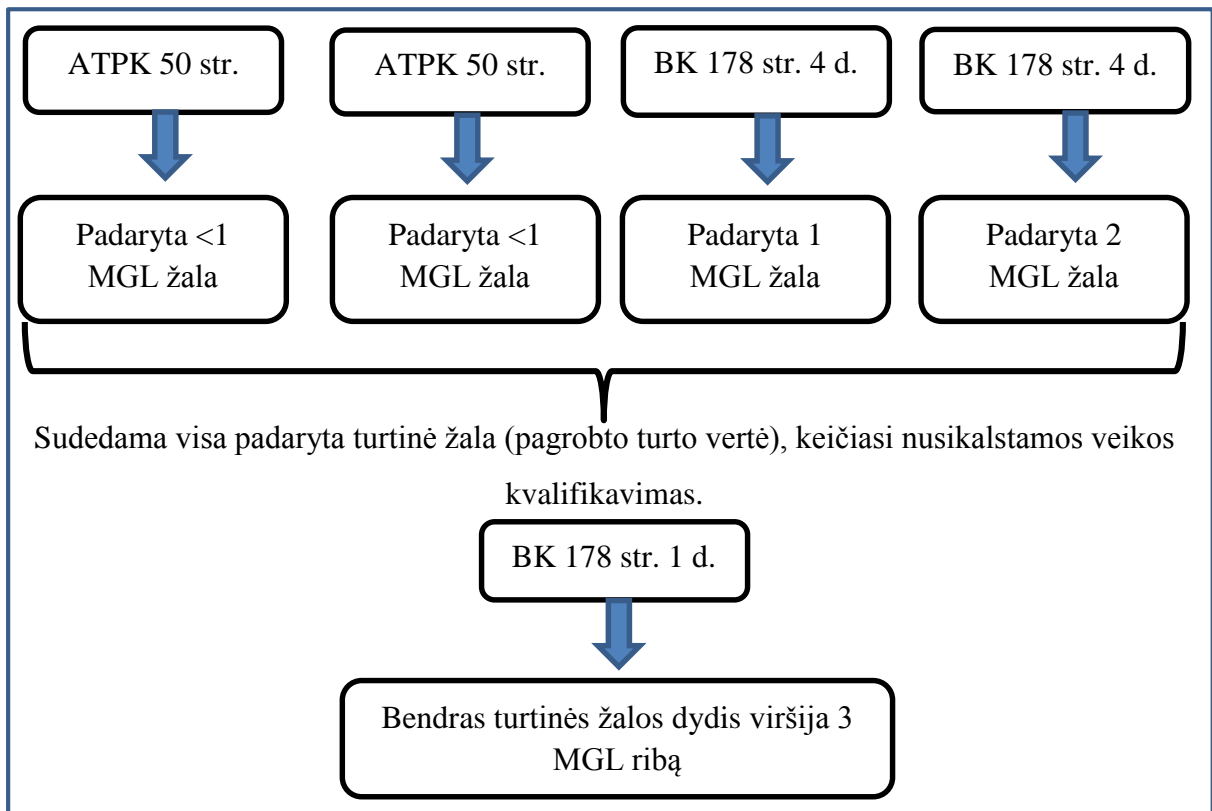 ATPK 50 str.
ATPK 50 str.
BK 178 str. 4 d.
BK 178 str. 4 d.
Padaryta <1
MGL žala
Padaryta <1
MGL žala
Padaryta 1
MGL žala
Padaryta 2
MGL žala
Sudedama visa padaryta turtinė žala (pagrobto turto vertė), keičiasi nusikalstamos veikos
kvalifikavimas.
BK 178 str. 1 d.
Bendras turtinės žalos dydis viršija 3
MGL ribą